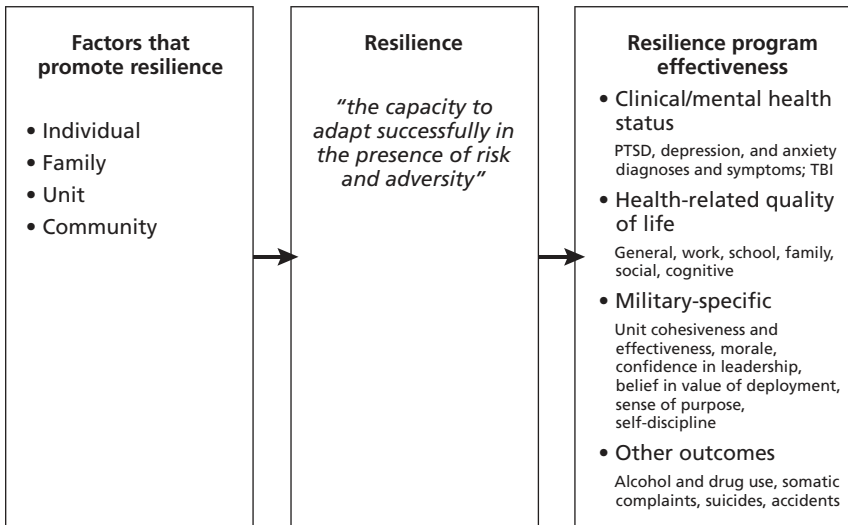 Factors that
promote resilience
• Individual
• Family
• Unit
• Community
Resilience
“the capacity to
adapt successfully in
the presence of risk
and adversity”
Resilience program
effectiveness
• Clinical/mental health
status
PTSD, depression, and anxiety
diagnoses and symptoms; TBI
• Health-related quality
of life
General, work, school, family,
social, cognitive
• Military-specific
Unit cohesiveness and
effectiveness, morale,
confidence in leadership,
belief in value of deployment,
sense of purpose,
self-discipline
• Other outcomes
Alcohol and drug use, somatic
complaints, suicides, accidents